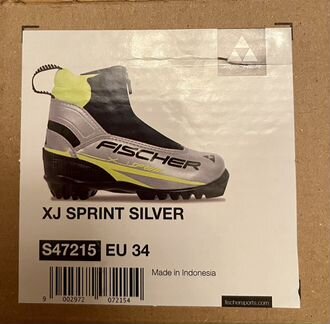 FISCHER
XJ SPRINT SILVER
S47215 EU 34
Made in Indonesia
9 002972 072154
fischersports.com